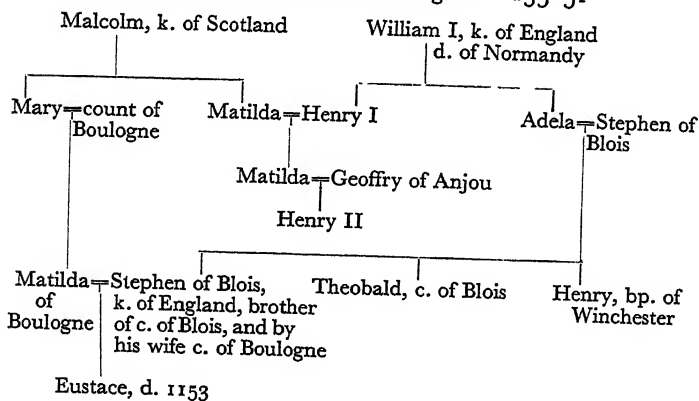 Malcolm, k. of Scotland
William I, k. of England
d. of Normandy
Mary=count of
Boulogne
Matilda=Henry I
Adela=Stephen of
Blois
Matilda=Geoffry of Anjou
Henry II
Matilda=Stephen of Blois,
of
Boulogne
k. of England, brother
of c. of Blois, and by
his wife c. of Boulogne
Theobald, c. of Blois
Henry, bp. of
Winchester
Eustace, d. 1153